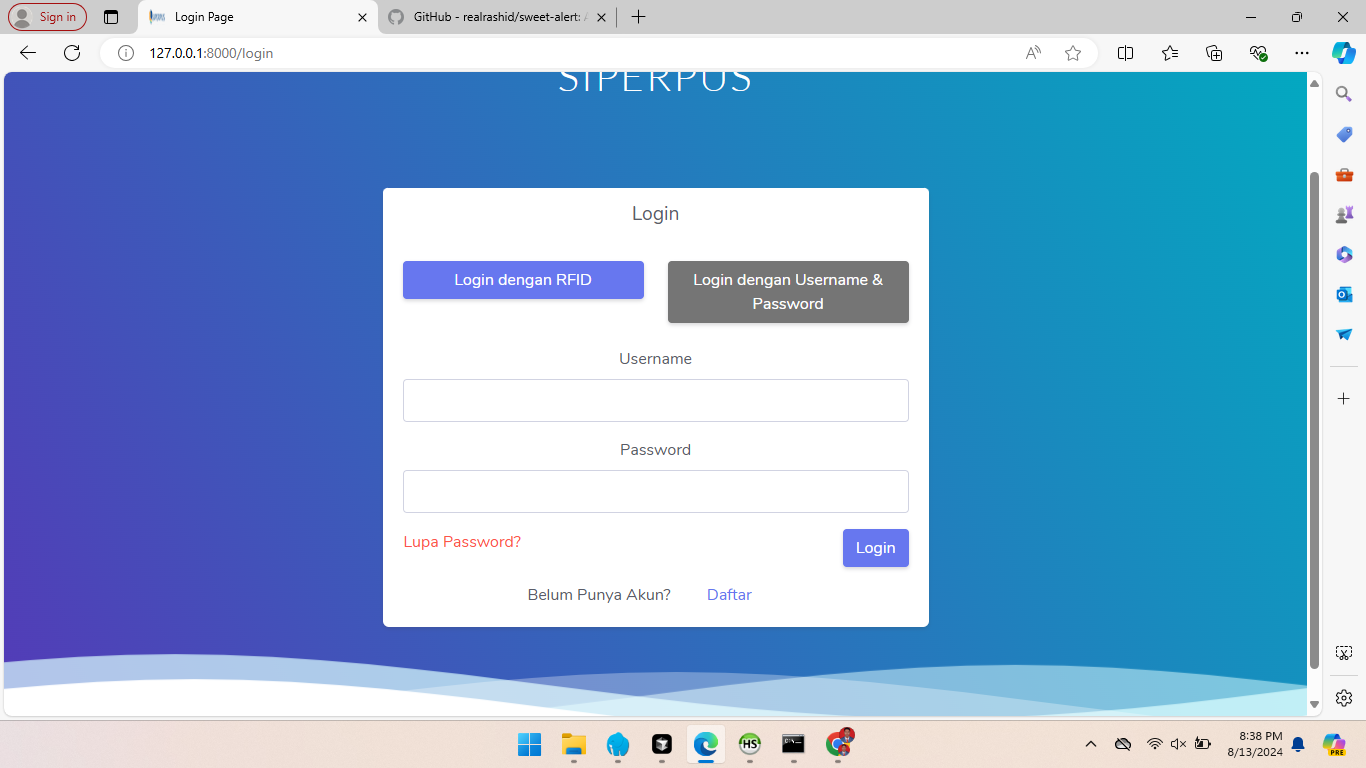 Sign in
Login Page
GitHub - realrashid/sweet-alert:
127.0.0.1:8000/login
SIPERPUS
Login
Login dengan RFID
Login dengan Username &
Password
Username
Password
Lupa Password?
Login
Belum Punya Akun?
Daftar
HS
PRE
8:38 PM
8/13/2024